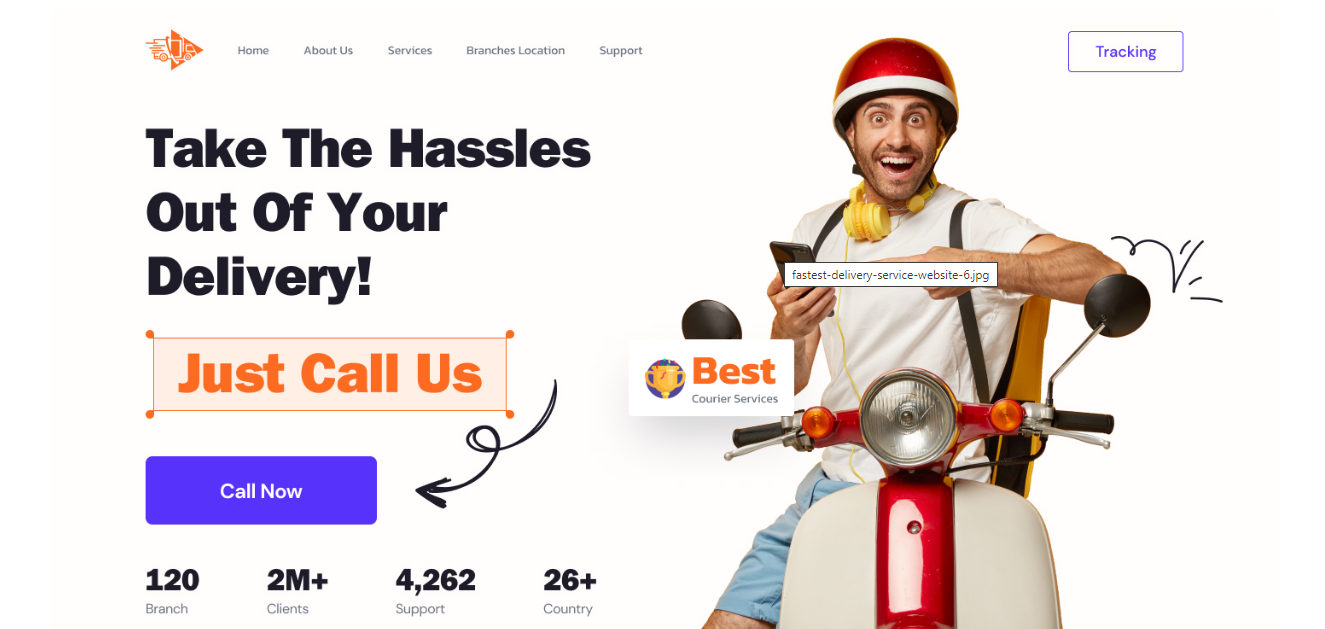 Home About Us Services Branches Location Support Tracking
Take The Hassles
Out Of Your
Delivery!
Just Call Us
Call Now
fastest-delivery-service-website-6.jpg
Best
Courier Services
120 2M+ 4,262 26+
Branch Clients Support Country